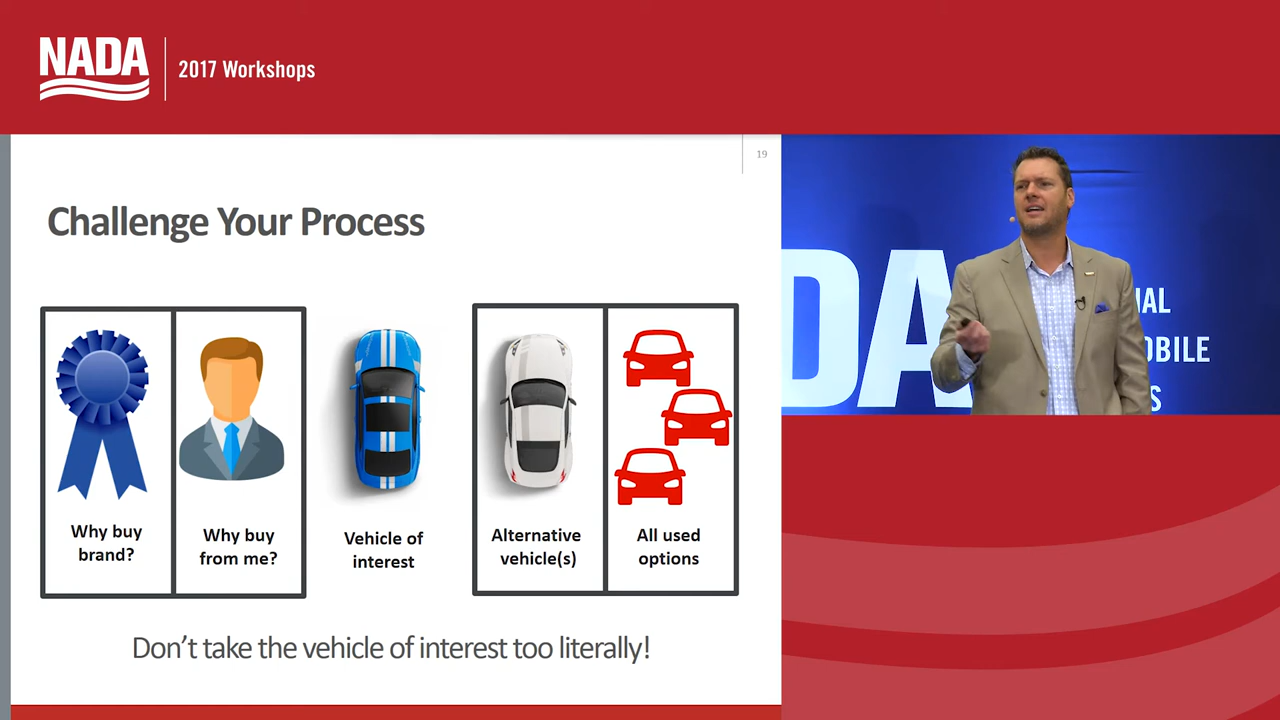 NADA
2017 Workshops
19
Challenge Your Process
Why buy
brand?
Why buy
from me?
Vehicle of
interest
Alternative
vehicle(s)
All used
options
Don't take the vehicle of interest too literally!
DA